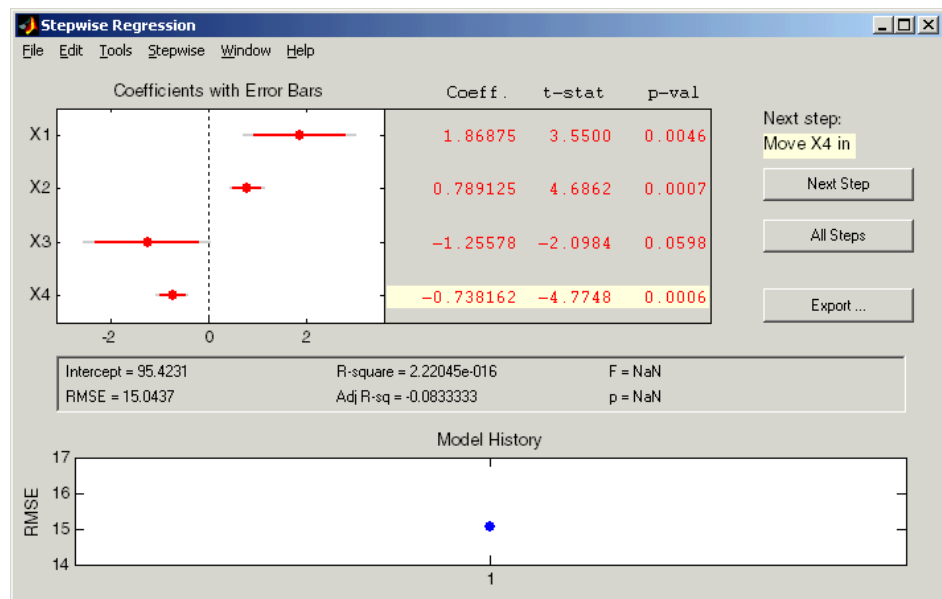 Stepwise Regression
File Edit Tools Stepwise Window Help
Coefficients with Error Bars
Coeff. t-stat p-val
X1 1.86875 3.5500 0.0046
X2 0.789125 4.6862 0.0007
X3 -1.25578 -2.0984 0.0598
X4 -0.738162 -4.7748 0.0006
-2 0 2
Next step:
Move X4 in
Next Step
All Steps
Export ...
Intercept = 95.4231 R-square = 2.22045e-016 F = NaN
RMSE = 15.0437 Adj R-sq = -0.0833333 p = NaN
Model History
RMSE
17
16
15
14
1